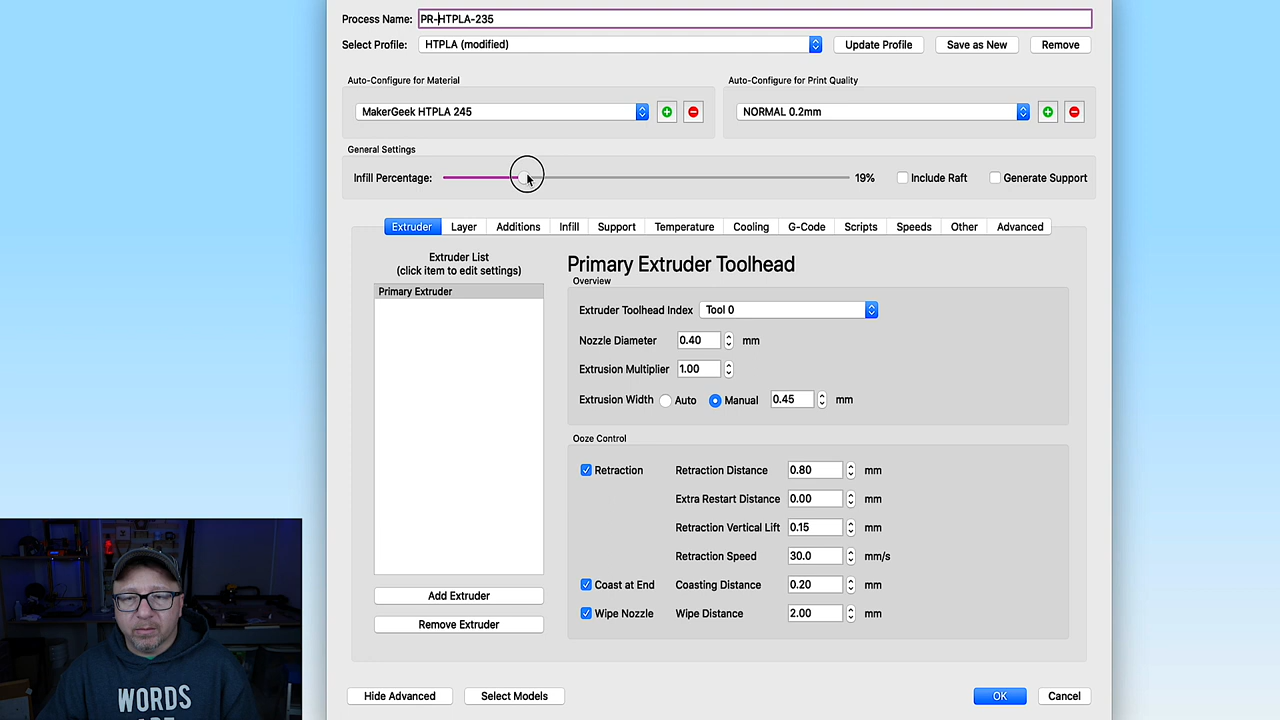 Process Name: PR-HTPLA-235
Select Profile: HTPLA (modified) Update Profile Save as New Remove
Auto-Configure for Material Auto-Configure for Print Quality
MakerGeek HTPLA 245 NORMAL 0.2mm
General Settings
Infill Percentage: 19% Include Raft Generate Support
Extruder Layer Additions Infill Support Temperature Cooling G-Code Scripts Speeds Other Advanced
Extruder List
(click item to edit settings)
Primary Extruder
Add Extruder
Remove Extruder
Primary Extruder Toolhead
Overview
Extruder Toolhead Index Tool 0
Nozzle Diameter 0.40 mm
Extrusion Multiplier 1.00
Extrusion Width Auto Manual 0.45 mm
Ooze Control
Retraction Retraction Distance 0.80 mm
Extra Restart Distance 0.00 mm
Retraction Vertical Lift 0.15 mm
Retraction Speed 30.0 mm/s
Coast at End Coasting Distance 0.20 mm
Wipe Nozzle Wipe Distance 2.00 mm
Hide Advanced Select Models OK Cancel
WORDS